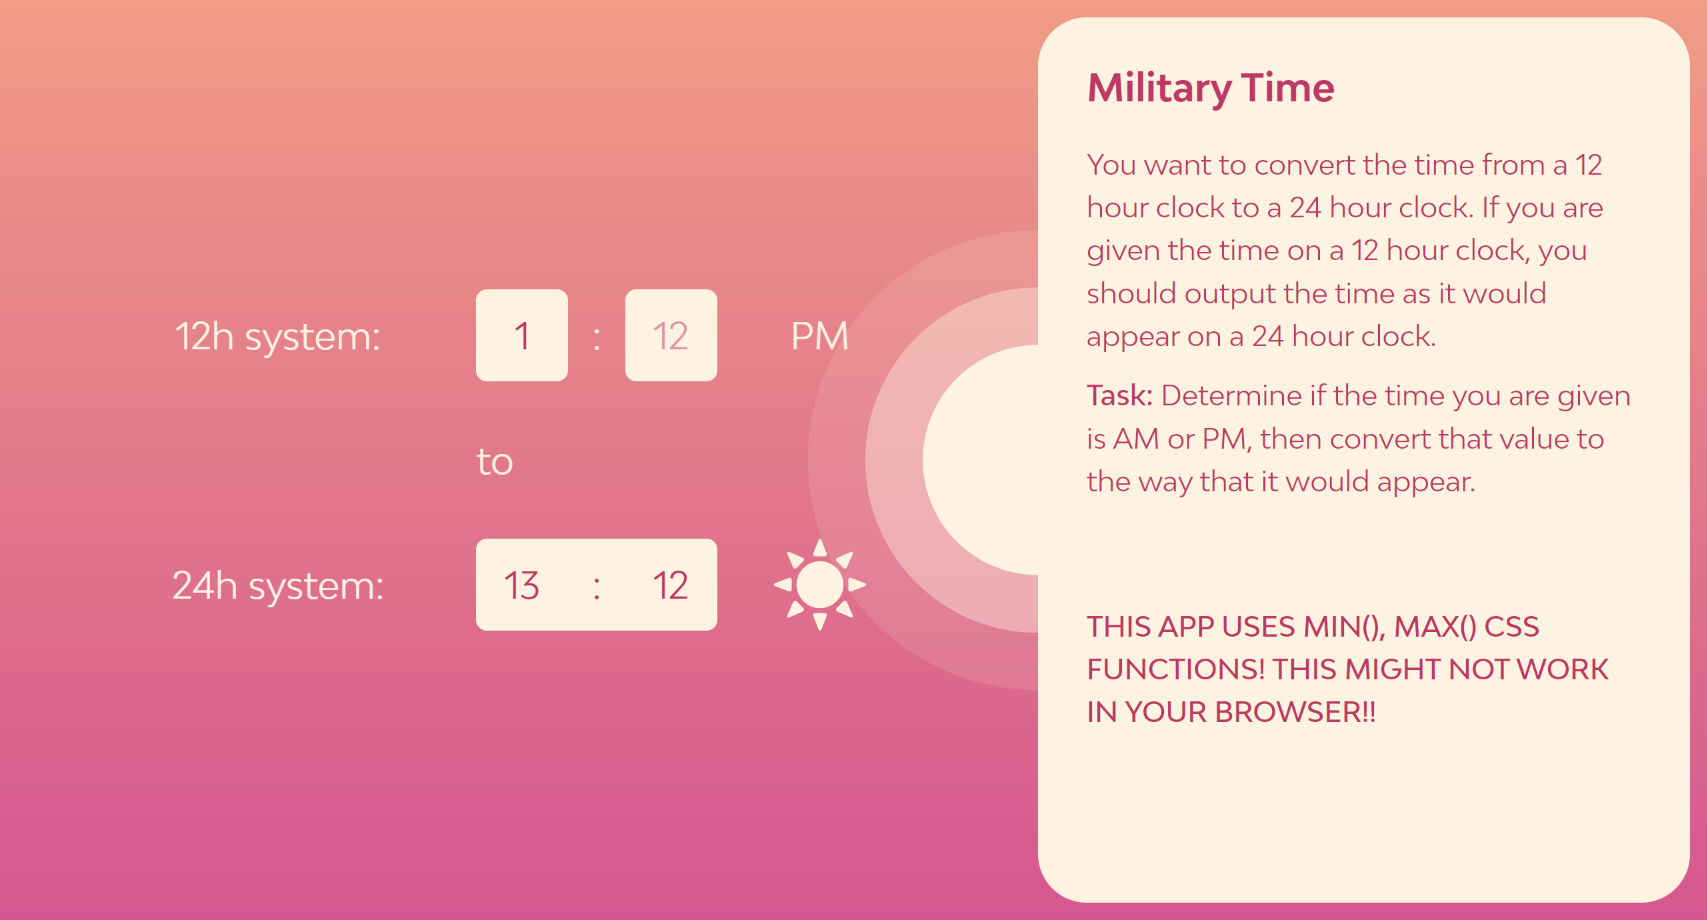 12h system:
1 : 12 PM
to
24h system:
13 : 12
Military Time
You want to convert the time from a 12
hour clock to a 24 hour clock. If you are
given the time on a 12 hour clock, you
should output the time as it would
appear on a 24 hour clock.
Task: Determine if the time you are given
is AM or PM, then convert that value to
the way that it would appear.
THIS APP USES MIN(), MAX() CSS
FUNCTIONS! THIS MIGHT NOT WORK
IN YOUR BROWSER!!